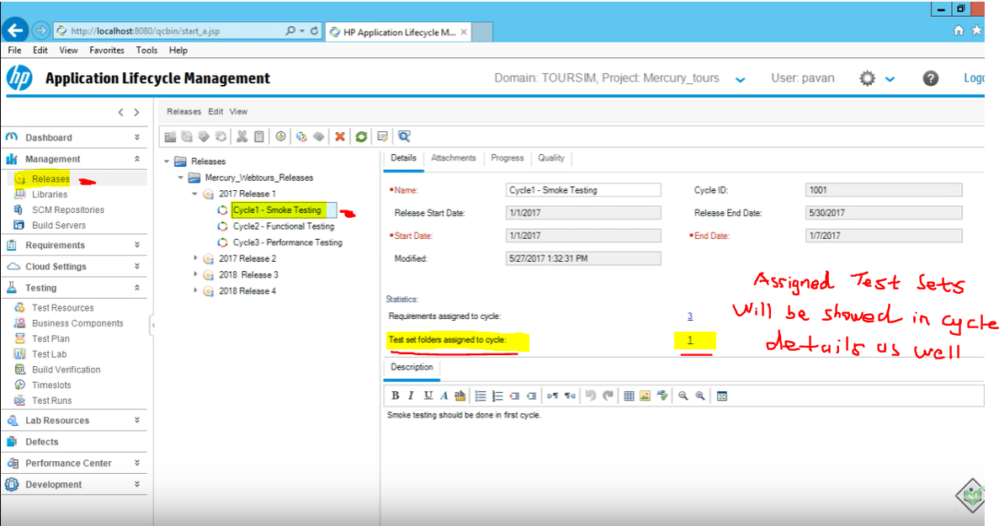 http://localhost:8080/qcbin/start_a.jsp
HP Application Lifecycle M...
File Edit View Favorites Tools Help
hp Application Lifecycle Management
Domain: TOURSIM, Project: Mercury_tours
User: pavan
Logo
Releases Edit View
Dashboard
Management
Releases
Libraries
SCM Repositories
Build Servers
Requirements
Cloud Settings
Testing
Test Resources
Business Components
Test Plan
Test Lab
Build Verification
Timeslots
Test Runs
Lab Resources
Defects
Performance Center
Development
Releases
Mercury_Webtours_Releases
2017 Release 1
Cycle1 - Smoke Testing
Cycle2 - Functional Testing
Cycle3 - Performance Testing
2017 Release 2
2018 Release 3
2018 Release 4
Details Attachments Progress Quality
*Name: Cycle1 - Smoke Testing Cycle ID: 1001
Release Start Date: 1/1/2017 Release End Date: 5/30/2017
*Start Date: 1/1/2017 *End Date: 1/7/2017
Modified: 5/27/2017 1:32:31 PM
Statistics:
Requirements assigned to cycle: 3
Test set folders assigned to cycle: 1
Assigned Test Sets
Will be showed in cycle
details as well
Description
B I U A ab
Smoke testing should be done in first cycle.